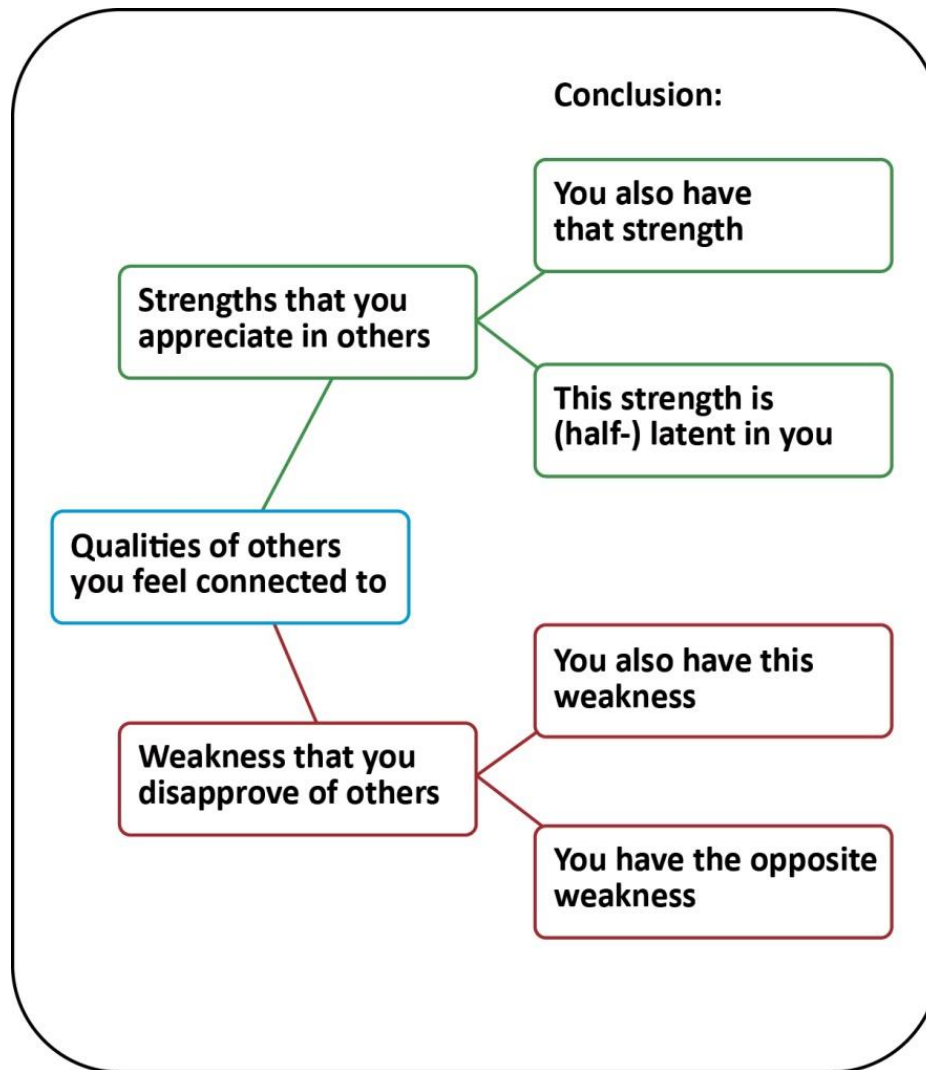 Conclusion:
You also have
that strength
Strengths that you
appreciate in others
This strength is
(half-) latent in you
Qualities of others
you feel connected to
You also have this
weakness
Weakness that you
disapprove of others
You have the opposite
weakness